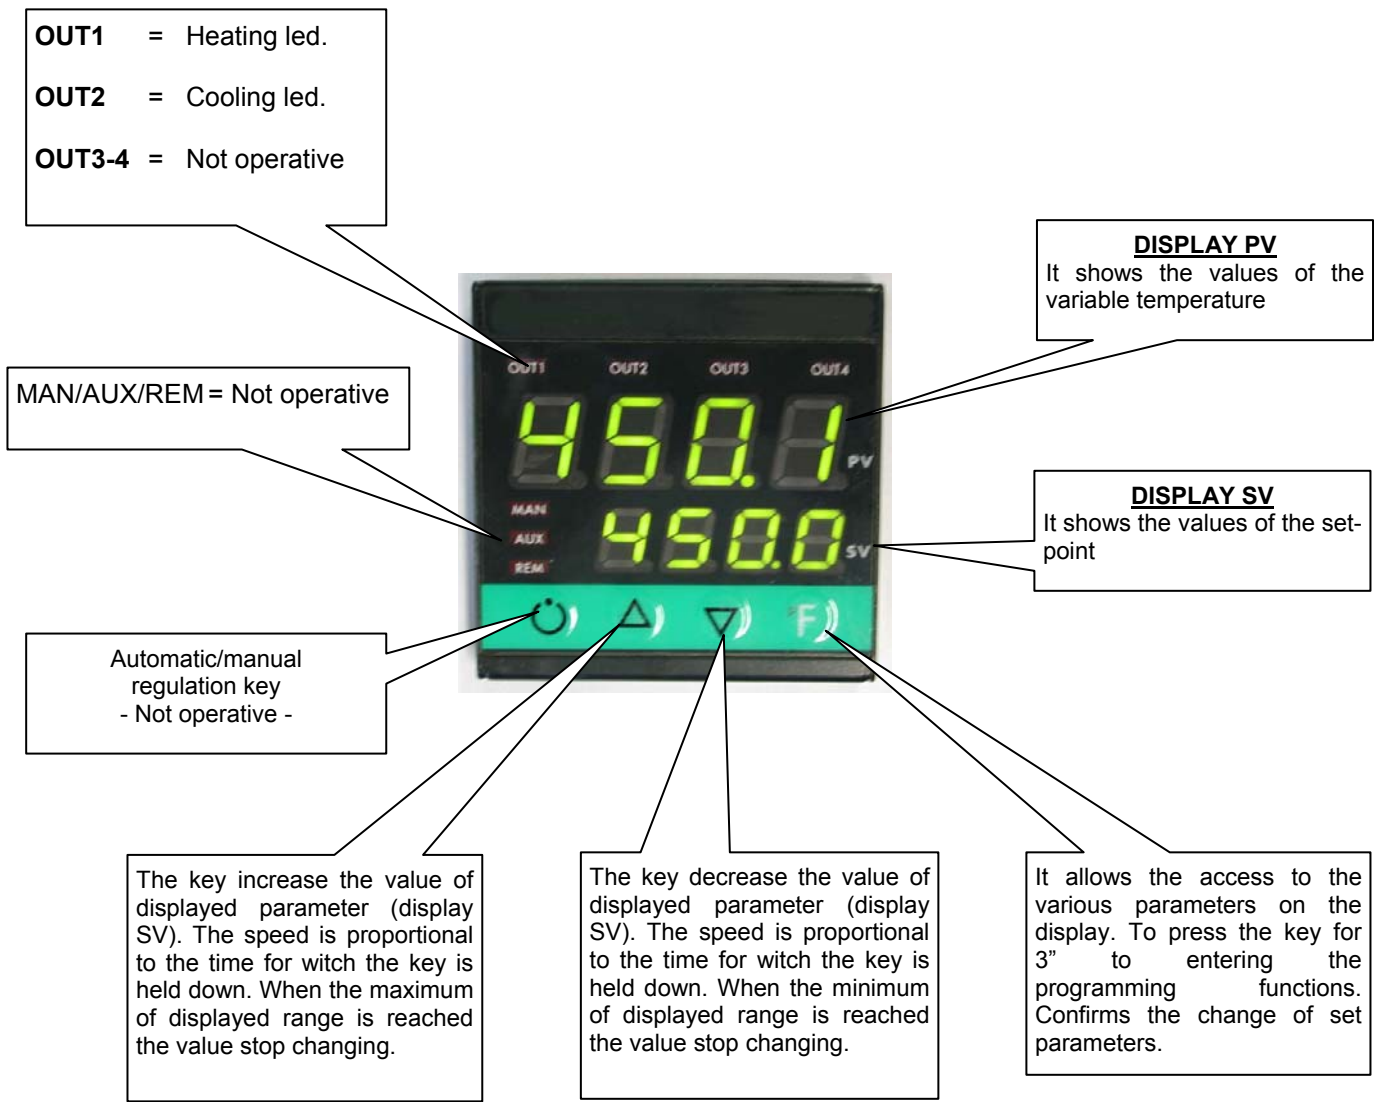 OUT1 = Heating led.
OUT2 = Cooling led.
OUT3-4 = Not operative
DISPLAY PV
It shows the values of the
variable temperature
MAN/AUX/REM = Not operative
OUT1 OUT2 OUT3 OUT4
450.1
PV
MAN
AUX
REM
450.0
SV
F
DISPLAY SV
It shows the values of the set-
point
Automatic/manual
regulation key
- Not operative -
The key increase the value of
displayed parameter (display
SV). The speed is proportional
to the time for witch the key is
held down. When the maximum
of displayed range is reached
the value stop changing.
The key decrease the value of
displayed parameter (display
SV). The speed is proportional
to the time for witch the key is
held down. When the minimum
of displayed range is reached
the value stop changing.
It allows the access to the
various parameters on the
display. To press the key for
3” to entering the
programming functions.
Confirms the change of set
parameters.